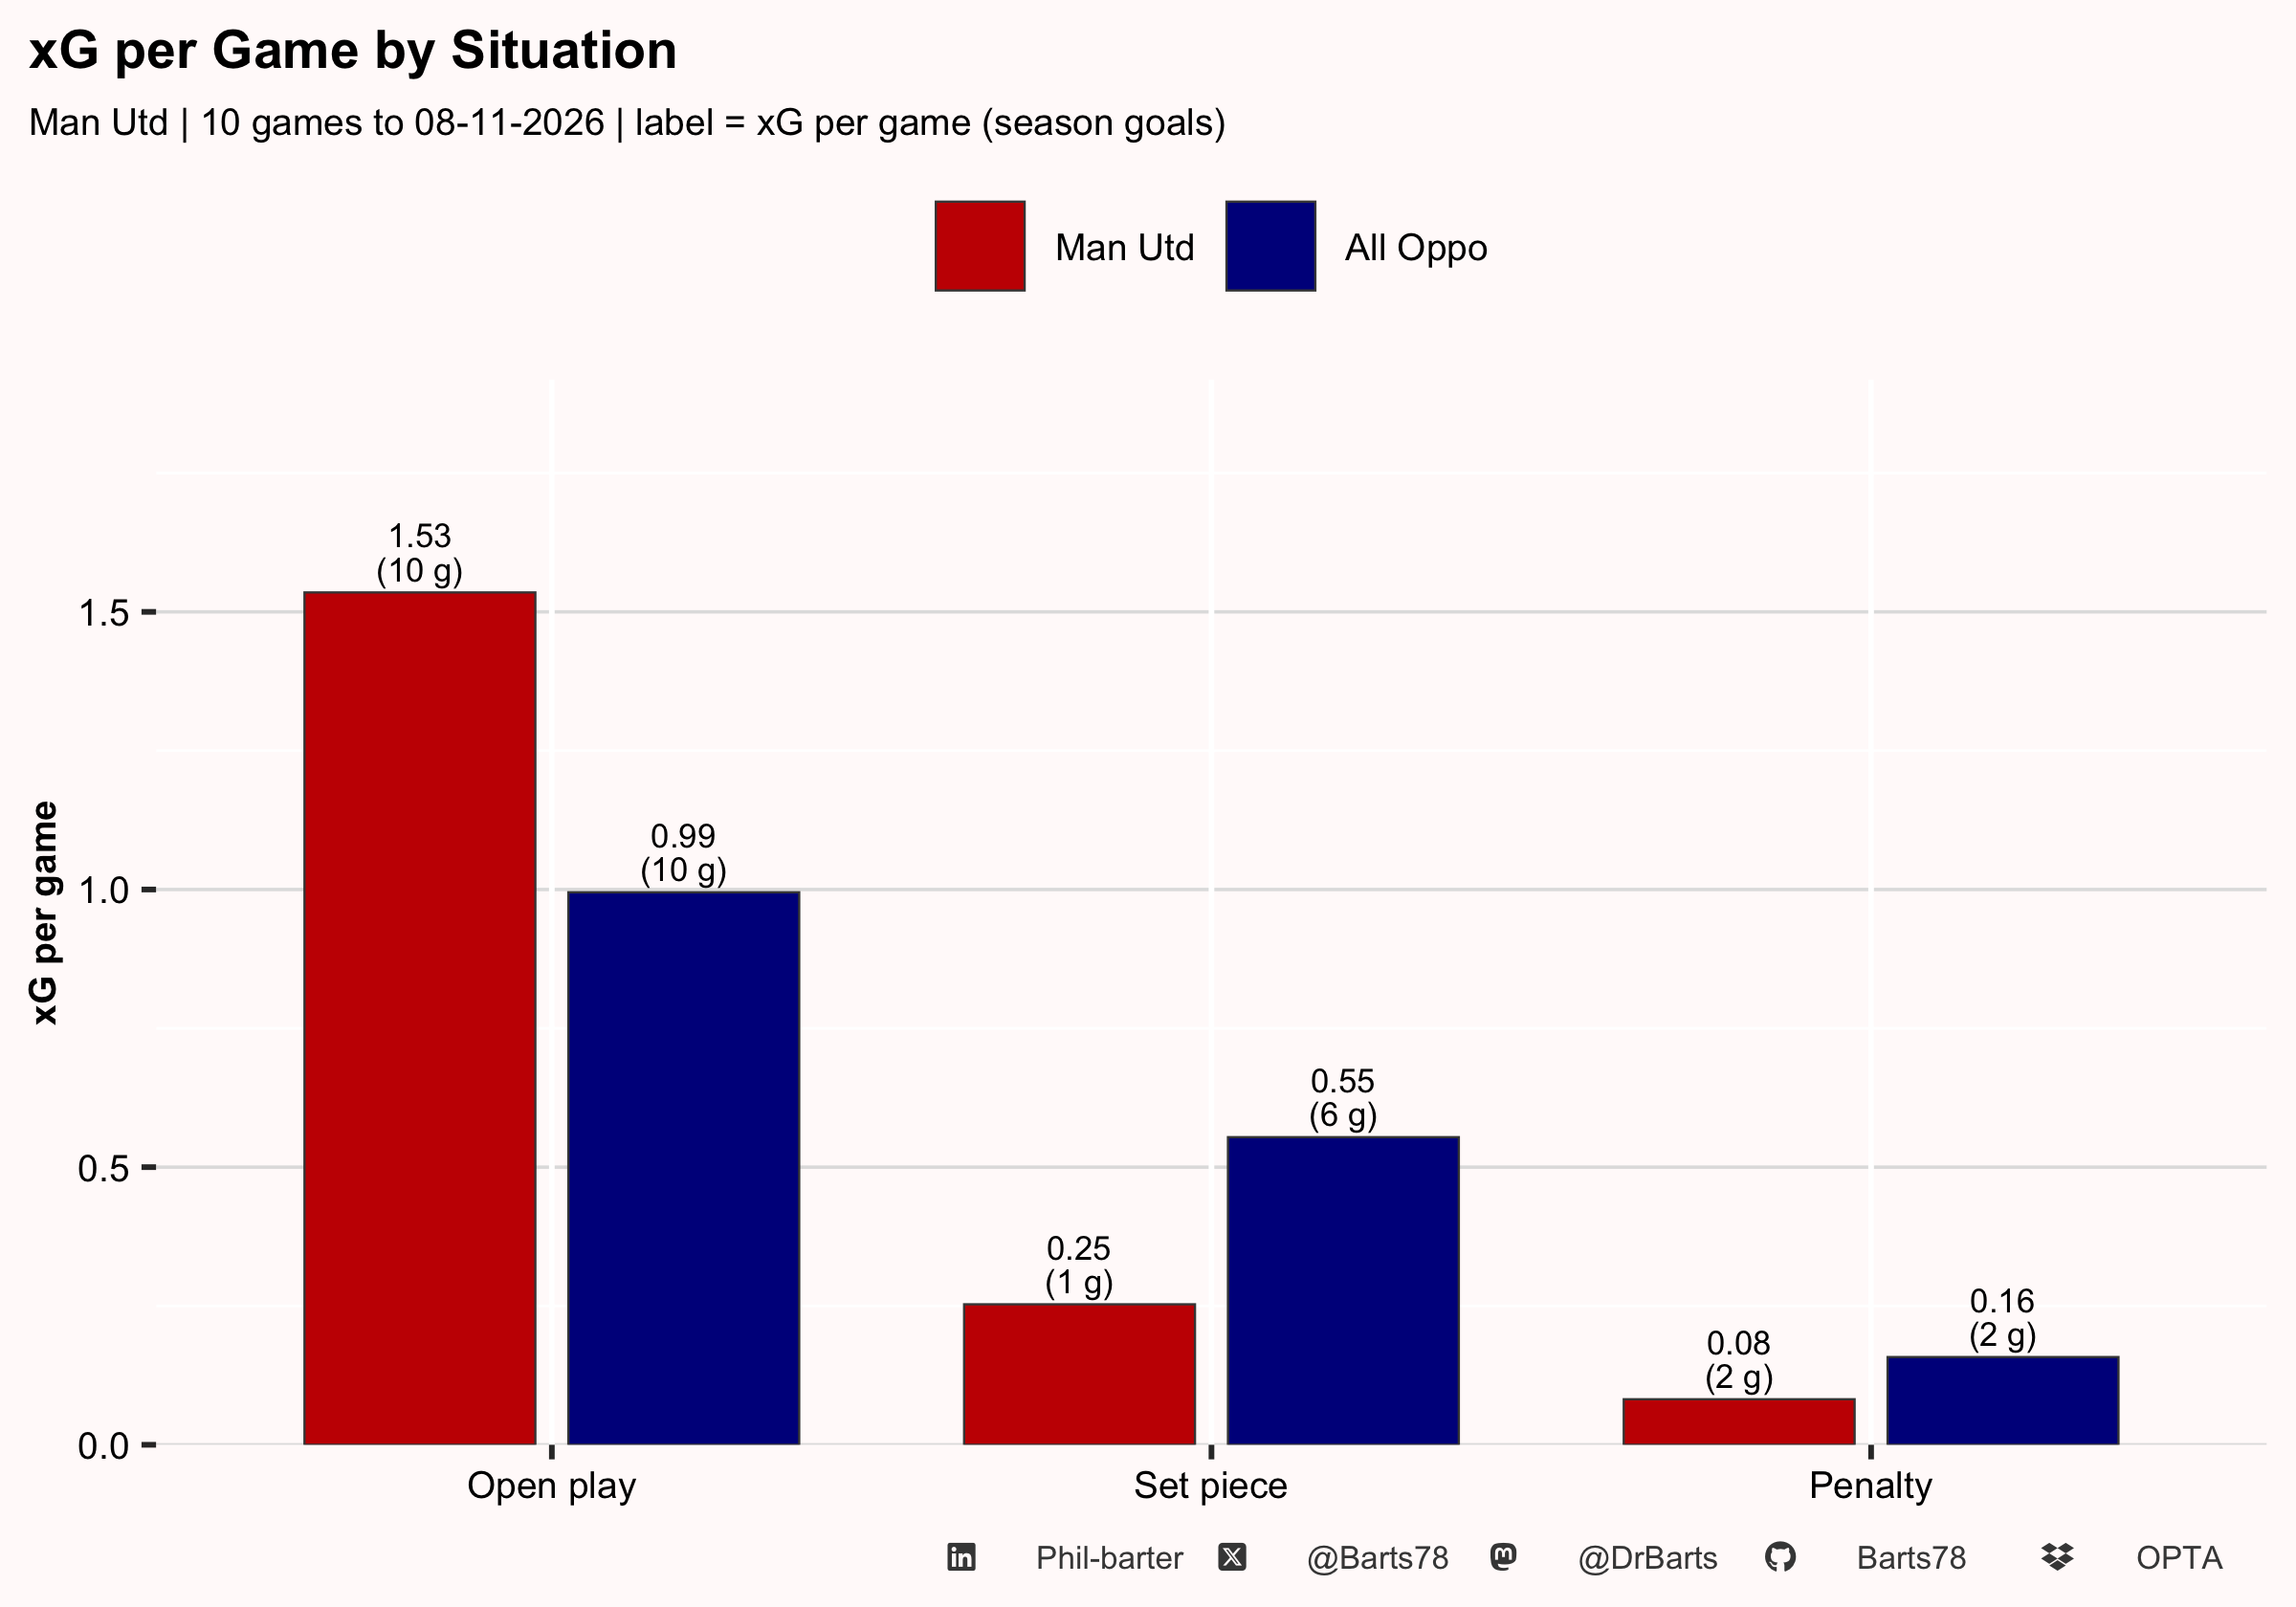 xG per Game by Situation
Man Utd | 10 games to 08-11-2026 | label = xG per game (season goals)
Man Utd
All Oppo
xG per game
1.5
1.0
0.5
0.0
1.53
(10 g)
0.99
(10 g)
0.25
(1 g)
0.55
(6 g)
0.08
(2 g)
0.16
(2 g)
Open play
Set piece
Penalty
Phil-barter @Barts78 @DrBarts Barts78 OPTA